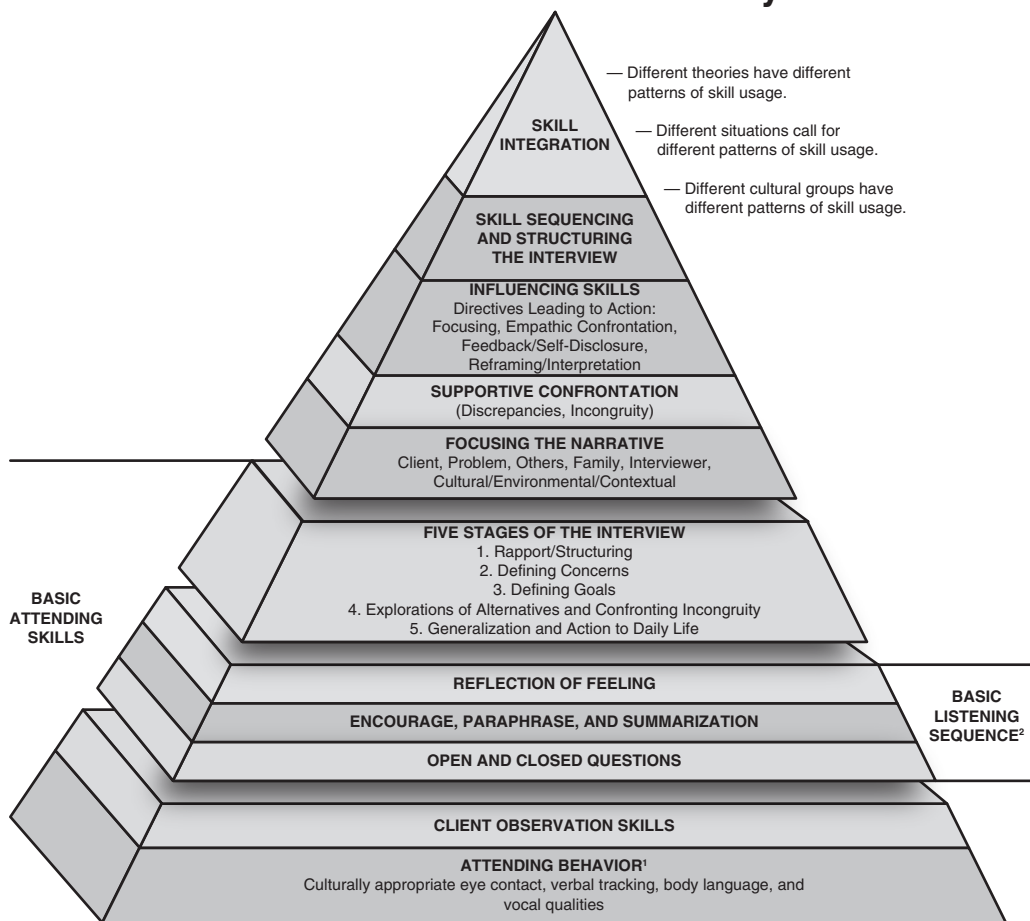 — Different theories have different
patterns of skill usage.
SKILL
INTEGRATION
— Different situations call for
different patterns of skill usage.
— Different cultural groups have
different patterns of skill usage.
SKILL SEQUENCING
AND STRUCTURING
THE INTERVIEW
INFLUENCING SKILLS
Directives Leading to Action:
Focusing, Empathic Confrontation,
Feedback/Self-Disclosure,
Reframing/Interpretation
SUPPORTIVE CONFRONTATION
(Discrepancies, Incongruity)
FOCUSING THE NARRATIVE
Client, Problem, Others, Family, Interviewer,
Cultural/Environmental/Contextual
FIVE STAGES OF THE INTERVIEW
1. Rapport/Structuring
2. Defining Concerns
3. Defining Goals
4. Explorations of Alternatives and Confronting Incongruity
5. Generalization and Action to Daily Life
BASIC
ATTENDING
SKILLS
REFLECTION OF FEELING
ENCOURAGE, PARAPHRASE, AND SUMMARIZATION
OPEN AND CLOSED QUESTIONS
BASIC
LISTENING
SEQUENCE²
CLIENT OBSERVATION SKILLS
ATTENDING BEHAVIOR¹
Culturally appropriate eye contact, verbal tracking, body language, and
vocal qualities